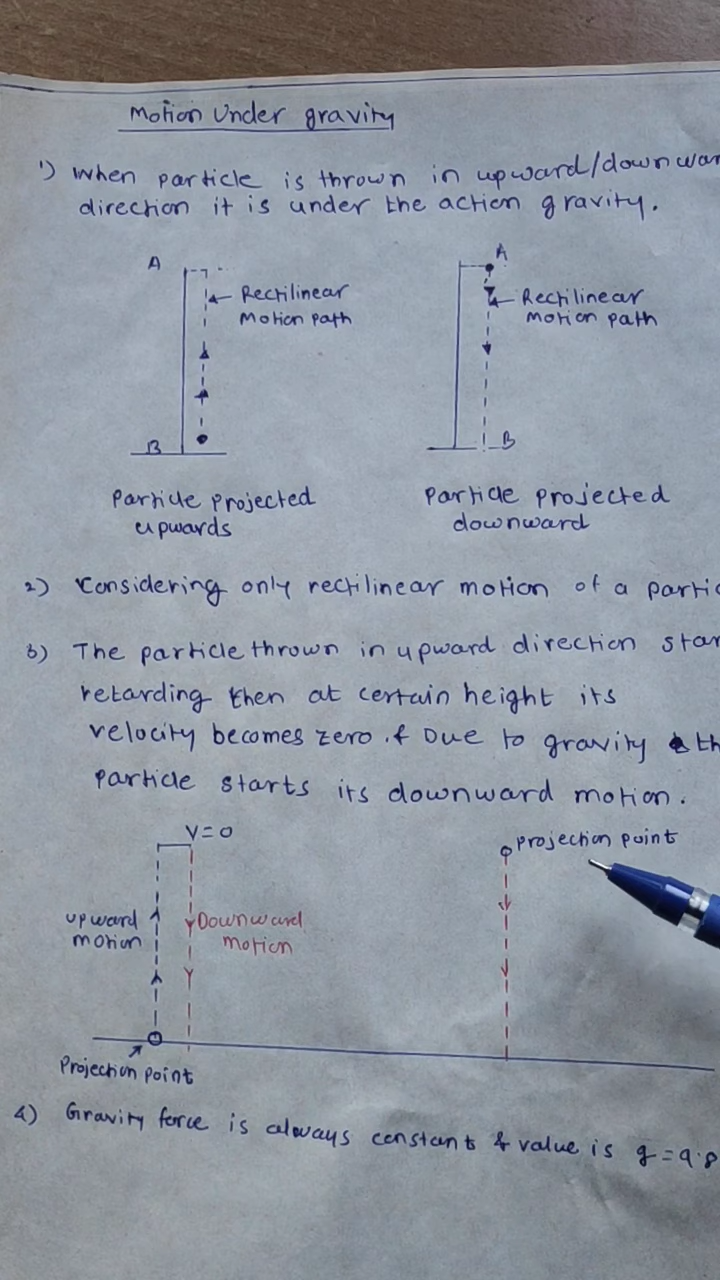 Motion Under gravity
1) When particle is thrown in upward/downwar
direction it is under the action gravity.
A
Rectilinear
Motion path
B
Particle projected
upwards
A
Rectilinear
motion path
B
Particle projected
downward
2) Considering only rectilinear motion of a partic
3) The particle thrown in upward direction star
retarding then at certain height its
velocity becomes zero. & Due to gravity th
particle starts its downward motion.
V=0
upward
motion
Downward
motion
Projection point
projection point
4) Gravity force is always constant & value is g=9.8